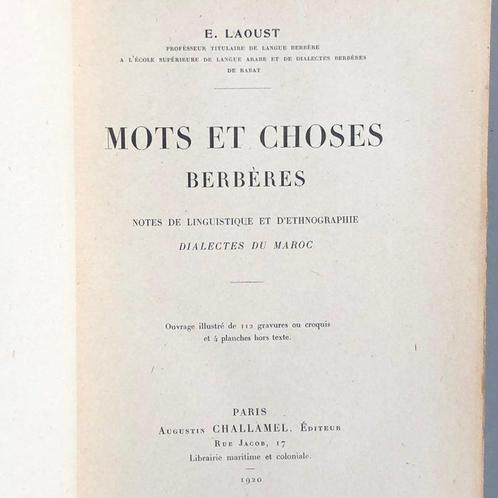 E. LAOUST
PROFESSEUR TITULAIRE DE LANGUE BERBÈRE
A L'ÉCOLE SUPÉRIEURE DE LANGUE ARABE ET DE DIALECTES BERBÈRES
DE RABAT
MOTS ET CHOSES
BERBÈRES
NOTES DE LINGUISTIQUE ET D'ETHNOGRAPHIE
DIALECTES DU MAROC
Ouvrage illustré de 112 gravures ou croquis
et 4 planches hors texte.
PARIS
AUGUSTIN CHALLAMEL, ÉDITEUR
RUE JACOB, 17
Librairie maritime et coloniale.
1920